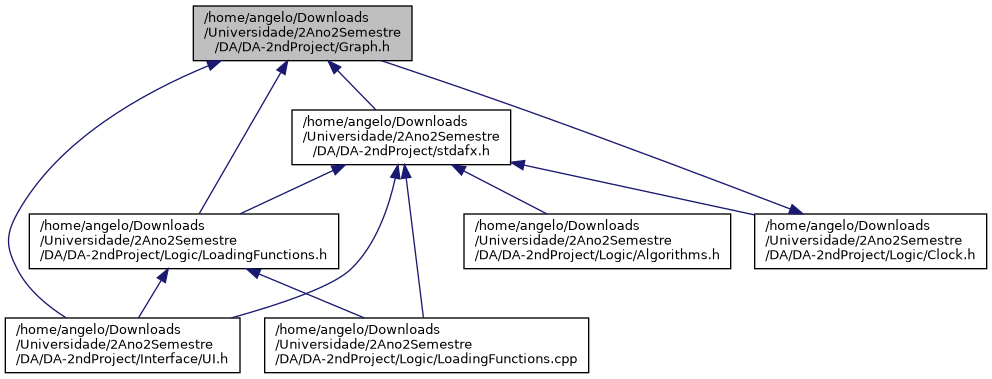 /home/angelo/Downloads
/Universidade/2Ano2Semestre
/DA/DA-2ndProject/Graph.h
/home/angelo/Downloads
/Universidade/2Ano2Semestre
/DA/DA-2ndProject/stdafx.h
/home/angelo/Downloads
/Universidade/2Ano2Semestre
/DA/DA-2ndProject/Logic/LoadingFunctions.h
/home/angelo/Downloads
/Universidade/2Ano2Semestre
/DA/DA-2ndProject/Logic/Algorithms.h
/home/angelo/Downloads
/Universidade/2Ano2Semestre
/DA/DA-2ndProject/Logic/Clock.h
/home/angelo/Downloads
/Universidade/2Ano2Semestre
/DA/DA-2ndProject/Interface/UI.h
/home/angelo/Downloads
/Universidade/2Ano2Semestre
/DA/DA-2ndProject/Logic/LoadingFunctions.cpp